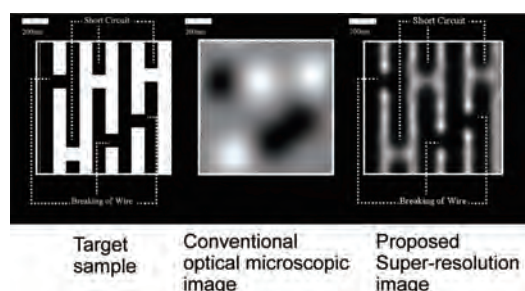 Short Circuit
200nm
Breaking of Wire
200nm
Short Circuit
200nm
Breaking of Wire
Target
sample
Conventional
optical microscopic
image
Proposed
Super-resolution
image